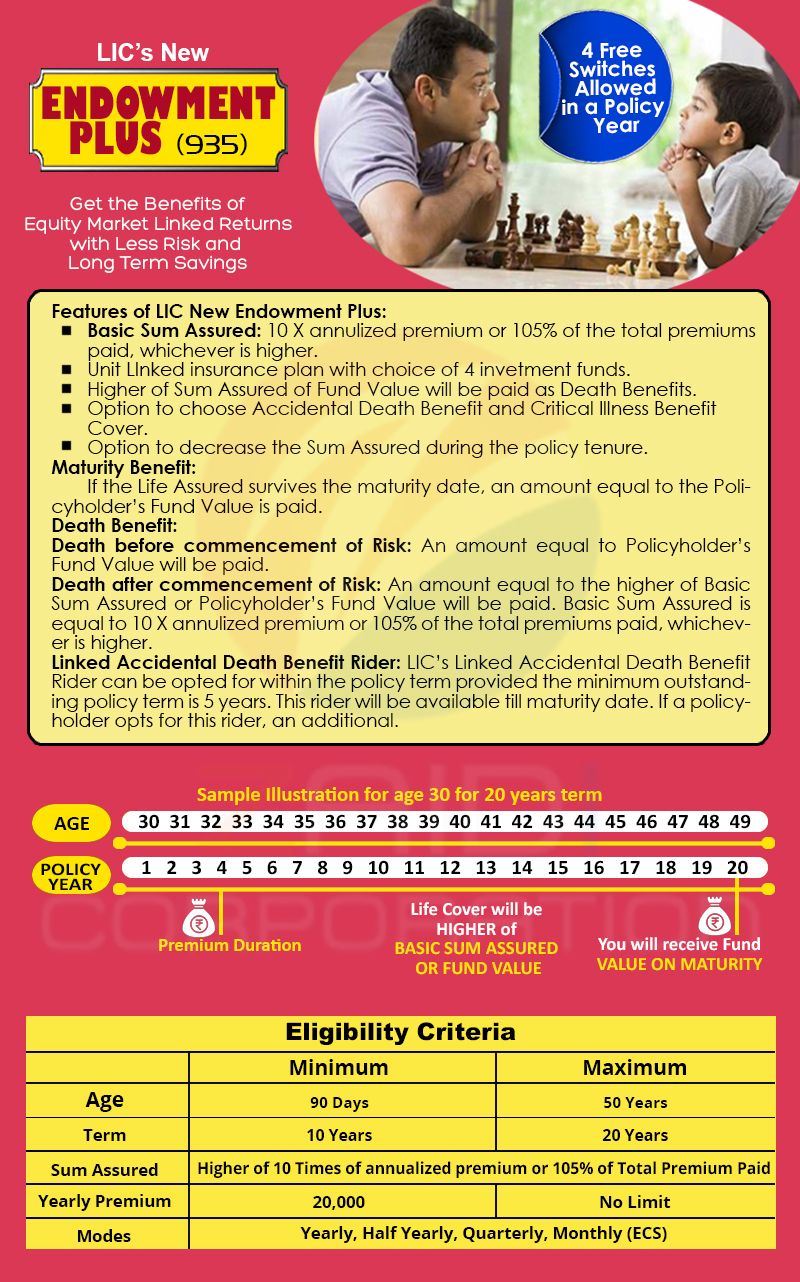 LIC's New
ENDOWMENT
PLUS (935)
Get the Benefits of
Equity Market Linked Returns
with Less Risk and
Long Term Savings
4 Free
Switches
Allowed
in a Policy
Year
Features of LIC New Endowment Plus:
■ Basic Sum Assured: 10 X annulized premium or 105% of the total premiums
paid, whichever is higher.
■ Unit LInked insurance plan with choice of 4 invetment funds.
■ Higher of Sum Assured of Fund Value will be paid as Death Benefits.
■ Option to choose Accidental Death Benefit and Critical Illness Benefit
Cover.
■ Option to decrease the Sum Assured during the policy tenure.
Maturity Benefit:
If the Life Assured survives the maturity date, an amount equal to the Poli-
cyholder's Fund Value is paid.
Death Benefit:
Death before commencement of Risk: An amount equal to Policyholder's
Fund Value will be paid.
Death after commencement of Risk: An amount equal to the higher of Basic
Sum Assured or Policyholder's Fund Value will be paid. Basic Sum Assured is
equal to 10 X annulized premium or 105% of the total premiums paid, whichev-
er is higher.
Linked Accidental Death Benefit Rider: LIC's Linked Accidental Death Benefit
Rider can be opted for within the policy term provided the minimum outstand-
ing policy term is 5 years. This rider will be available till maturity date. If a policy-
holder opts for this rider, an additional.
Sample Illustration for age 30 for 20 years term
AGE 30 31 32 33 34 35 36 37 38 39 40 41 42 43 44 45 46 47 48 49
POLICY
YEAR
1 2 3 4 5 6 7 8 9 10 11 12 13 14 15 16 17 18 19 20
Premium Duration
Life Cover will be
HIGHER of
BASIC SUM ASSURED
OR FUND VALUE
You will receive Fund
VALUE ON MATURITY
CORPORATION
Eligibility Criteria
Minimum Maximum
Age 90 Days 50 Years
Term 10 Years 20 Years
Sum Assured Higher of 10 Times of annualized premium or 105% of Total Premium Paid
Yearly Premium 20,000 No Limit
Modes Yearly, Half Yearly, Quarterly, Monthly (ECS)